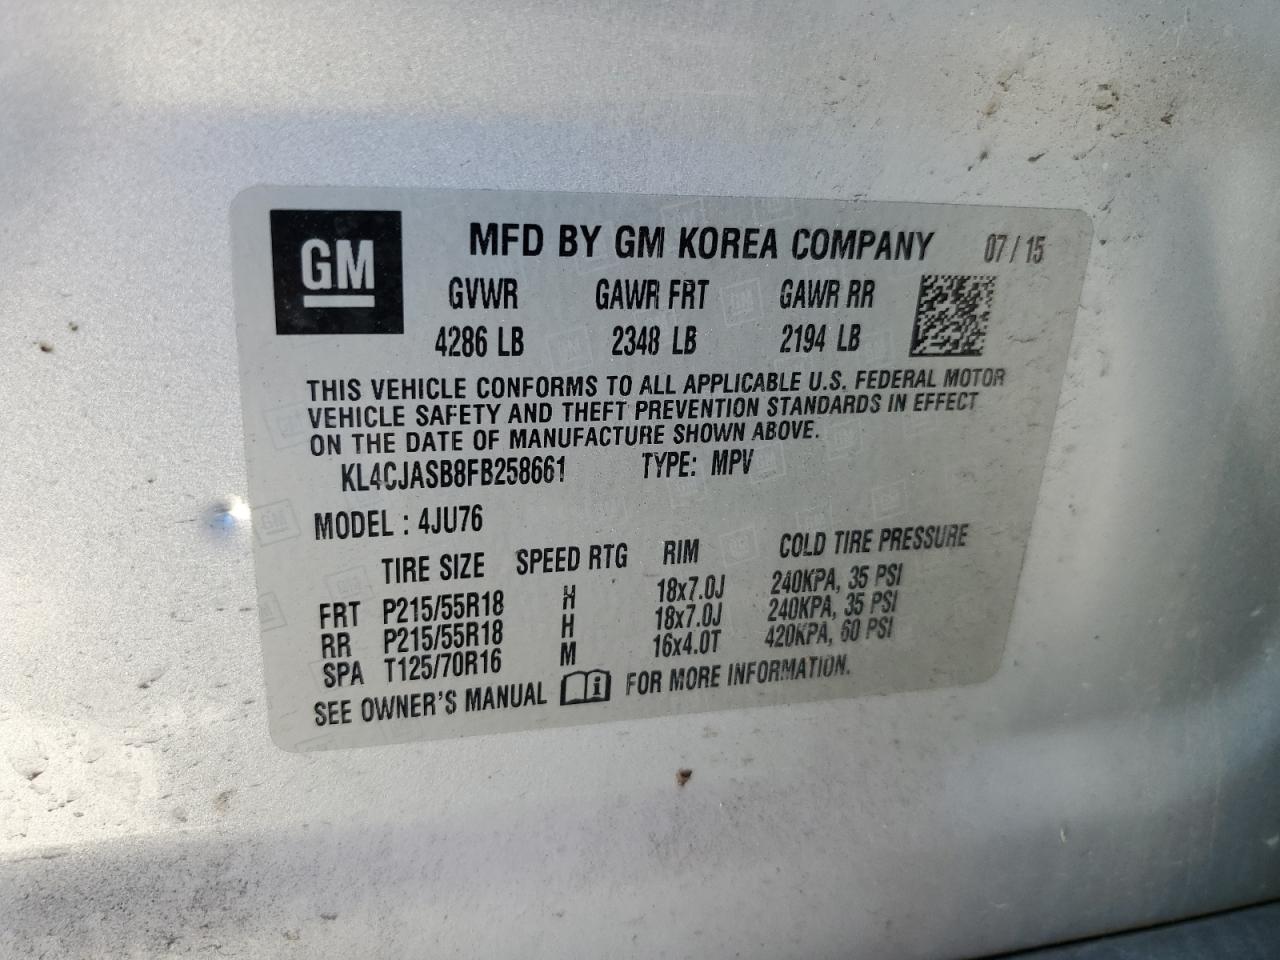 GM
MFD BY GM KOREA COMPANY 07 / 15
GVWR GAWR FRT GAWR RR
4286 LB 2348 LB 2194 LB
THIS VEHICLE CONFORMS TO ALL APPLICABLE U.S. FEDERAL MOTOR
VEHICLE SAFETY AND THEFT PREVENTION STANDARDS IN EFFECT
ON THE DATE OF MANUFACTURE SHOWN ABOVE.
KL4CJASB8FB258661 TYPE: MPV
MODEL : 4JU76
TIRE SIZE SPEED RTG RIM COLD TIRE PRESSURE
FRT P215/55R18 H 18x7.0J 240KPA, 35 PSI
RR P215/55R18 H 18x7.0J 240KPA, 35 PSI
SPA T125/70R16 M 16x4.0T 420KPA, 60 PSI
SEE OWNER'S MANUAL i FOR MORE INFORMATION.